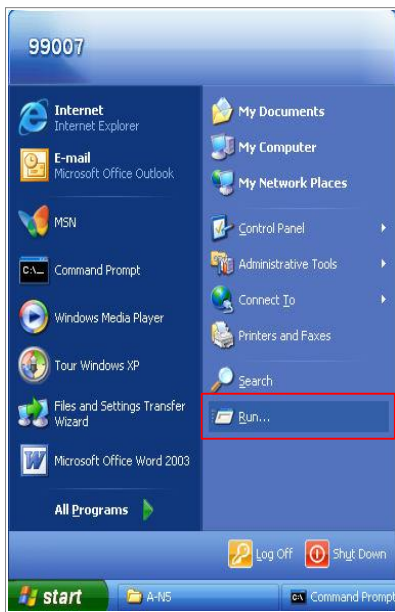 99007
Internet
Internet Explorer
E-mail
Microsoft Office Outlook
MSN
C:\_
Command Prompt
Windows Media Player
Tour Windows XP
Files and Settings Transfer
Wizard
W
Microsoft Office Word 2003
All Programs
My Documents
My Computer
My Network Places
Control Panel
Administrative Tools
Connect To
Printers and Faxes
Search
Run...
Log Off
Shut Down
start
A-N5
Command Prompt